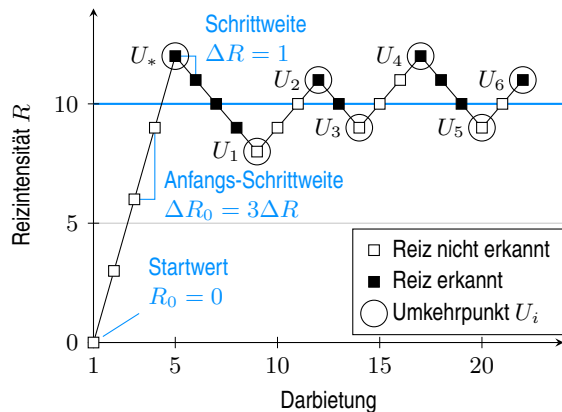 Schrittweite
ΔR = 1
U*
U2
U4
U6
U1
U3
U5
Anfangs-Schrittweite
ΔR0 = 3ΔR
Startwert
R0 = 0
Reiz nicht erkannt
Reiz erkannt
Umkehrpunkt Ui
10
5
0
1 5 10 15 20
Reizintensität R
Darbietung